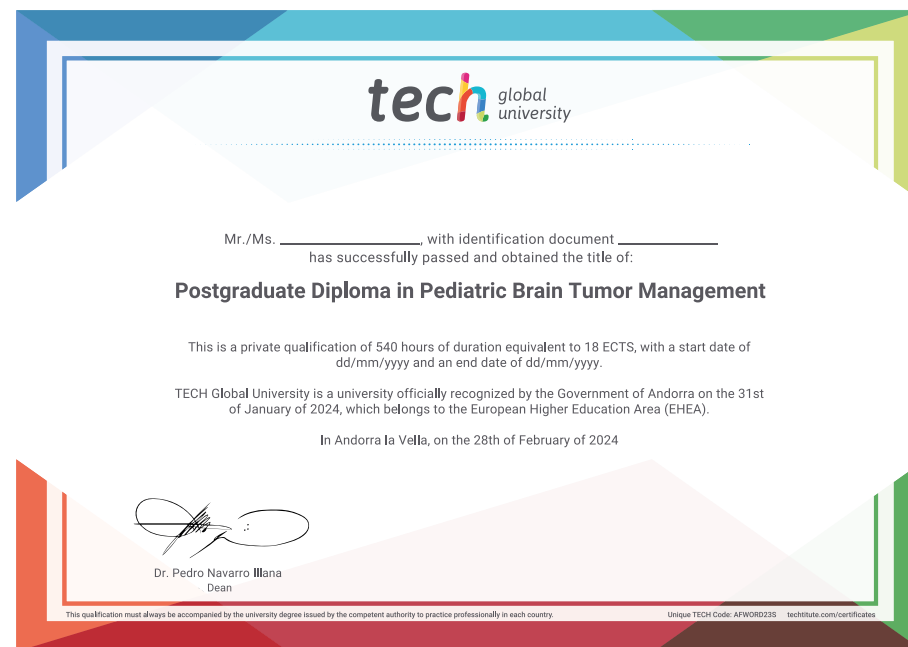 tech global
university
Mr./Ms. ____________, with identification document ____________
has successfully passed and obtained the title of:
Postgraduate Diploma in Pediatric Brain Tumor Management
This is a private qualification of 540 hours of duration equivalent to 18 ECTS, with a start date of
dd/mm/yyyy and an end date of dd/mm/yyyy.
TECH Global University is a university officially recognized by the Government of Andorra on the 31st
of January of 2024, which belongs to the European Higher Education Area (EHEA).
In Andorra la Vella, on the 28th of February of 2024
Dr. Pedro Navarro Illana
Dean
This qualification must always be accompanied by the university degree issued by the competent authority to practice professionally in each country.
Unique TECH Code: AFWORD23S techtitute.com/certificates